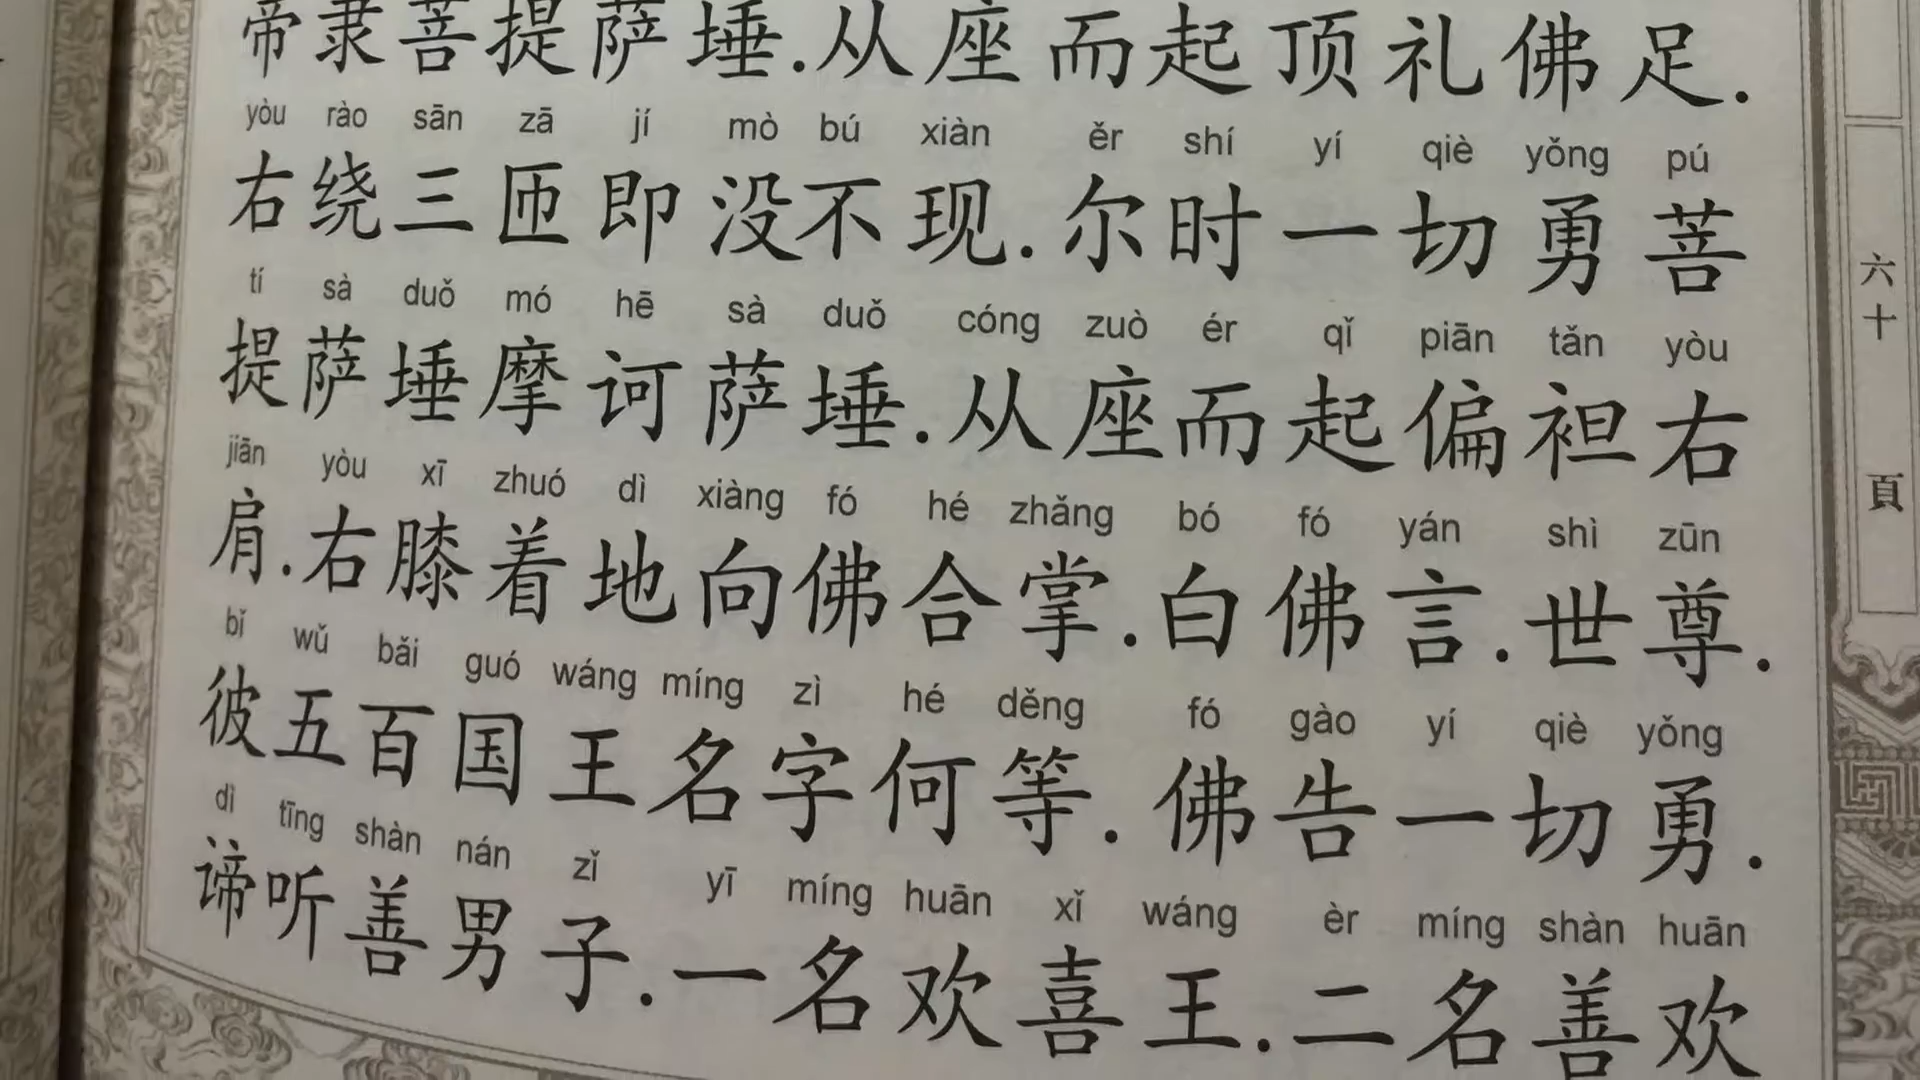 帝隶菩提萨埵.从座而起顶礼佛足.
yòu rào sān zā jí mò bú xiàn ěr shí yí qiè yǒng pú
右绕三匝即没不现.尔时一切勇菩
tí sà duǒ mó hē sà duǒ cóng zuò ér qǐ piān tǎn yòu
提萨埵摩诃萨埵.从座而起偏袒右
jiān yòu xī zhuó dì xiàng fó hé zhǎng bó fó yán shì zūn
肩.右膝着地向佛合掌.白佛言.世尊.
bǐ wǔ bǎi guó wáng míng zì hé děng fó gào yí qiè yǒng
彼五百国王名字何等.佛告一切勇.
dì tīng shàn nán zǐ yī míng huān xǐ wáng èr míng shàn huān
谛听善男子.一名欢喜王.二名善欢
六十頁